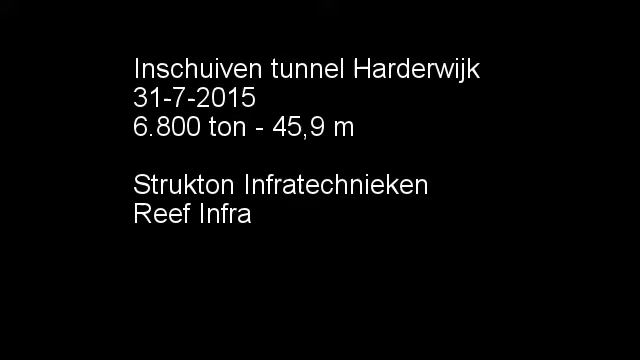 Inschuiven tunnel Harderwijk
31-7-2015
6.800 ton - 45,9 m
Strukton Infratechnieken
Reef Infra